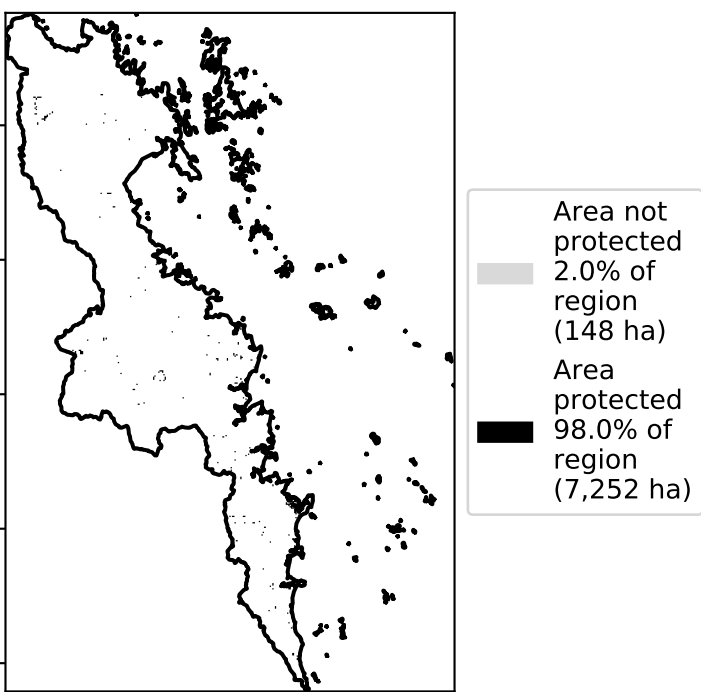 Area not
protected
2.0% of
region
(148 ha)
Area
protected
98.0% of
region
(7,252 ha)